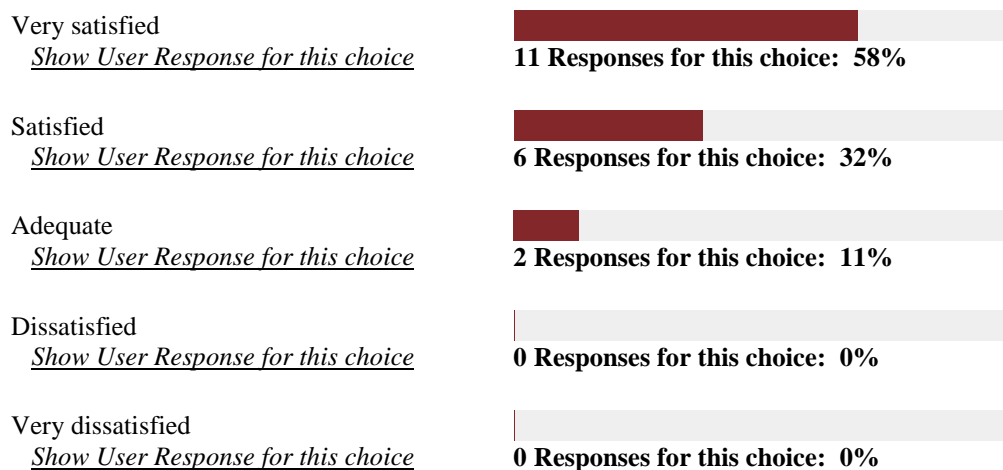 Very satisfied
Show User Response for this choice
11 Responses for this choice:  58%
Satisfied
Show User Response for this choice
6 Responses for this choice:  32%
Adequate
Show User Response for this choice
2 Responses for this choice:  11%
Dissatisfied
Show User Response for this choice
0 Responses for this choice:  0%
Very dissatisfied
Show User Response for this choice
0 Responses for this choice:  0%